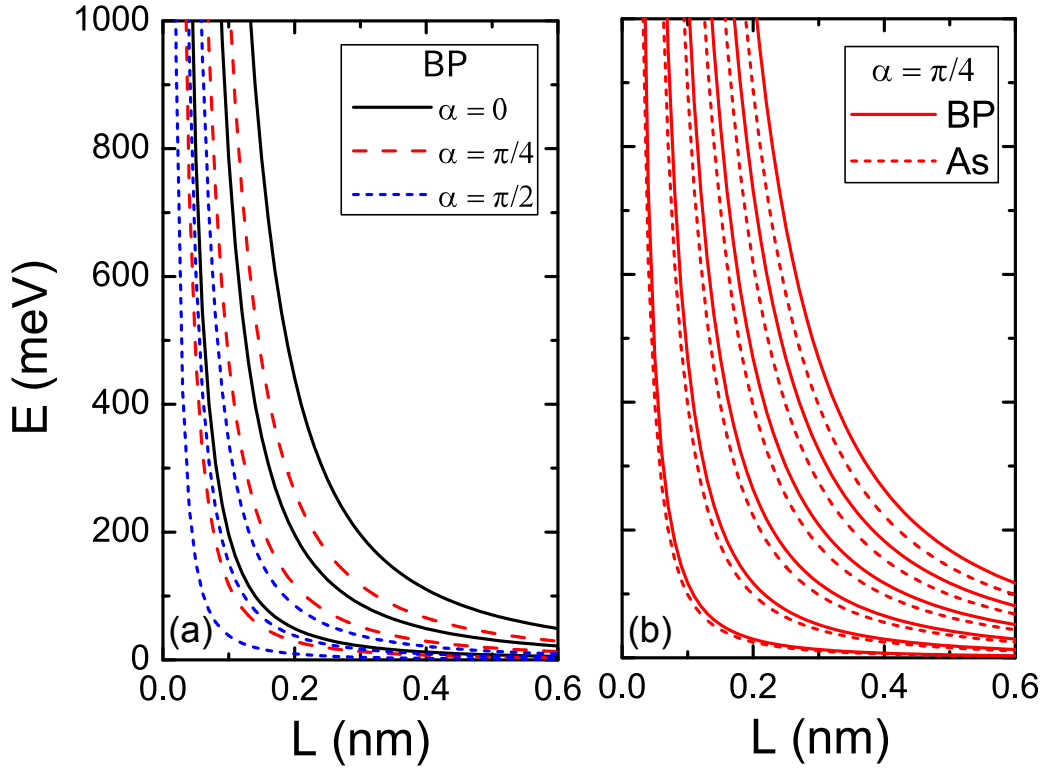 1000
800
600
400
200
0
E (meV)
BP
α = 0
α = π/4
α = π/2
(a)
0.0 0.2 0.4 0.6
L (nm)
α = π/4
BP
As
(b)
0.0 0.2 0.4 0.6
L (nm)